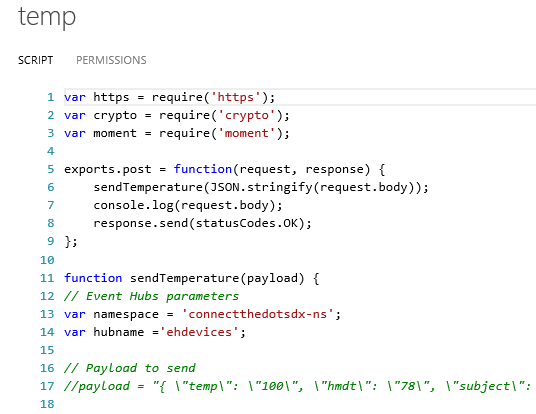 temp
SCRIPT PERMISSIONS
1 var https = require('https');
2 var crypto = require('crypto');
3 var moment = require('moment');
4
5 exports.post = function(request, response) {
6 sendTemperature(JSON.stringify(request.body));
7 console.log(request.body);
8 response.send(statusCodes.OK);
9 };
10
11 function sendTemperature(payload) {
12 // Event Hubs parameters
13 var namespace = 'connectthedotsdx-ns';
14 var hubname ='ehdevices';
15
16 // Payload to send
17 //payload = "{ \"temp\": \"100\", \"hmdt\": \"78\", \"subject\":
18